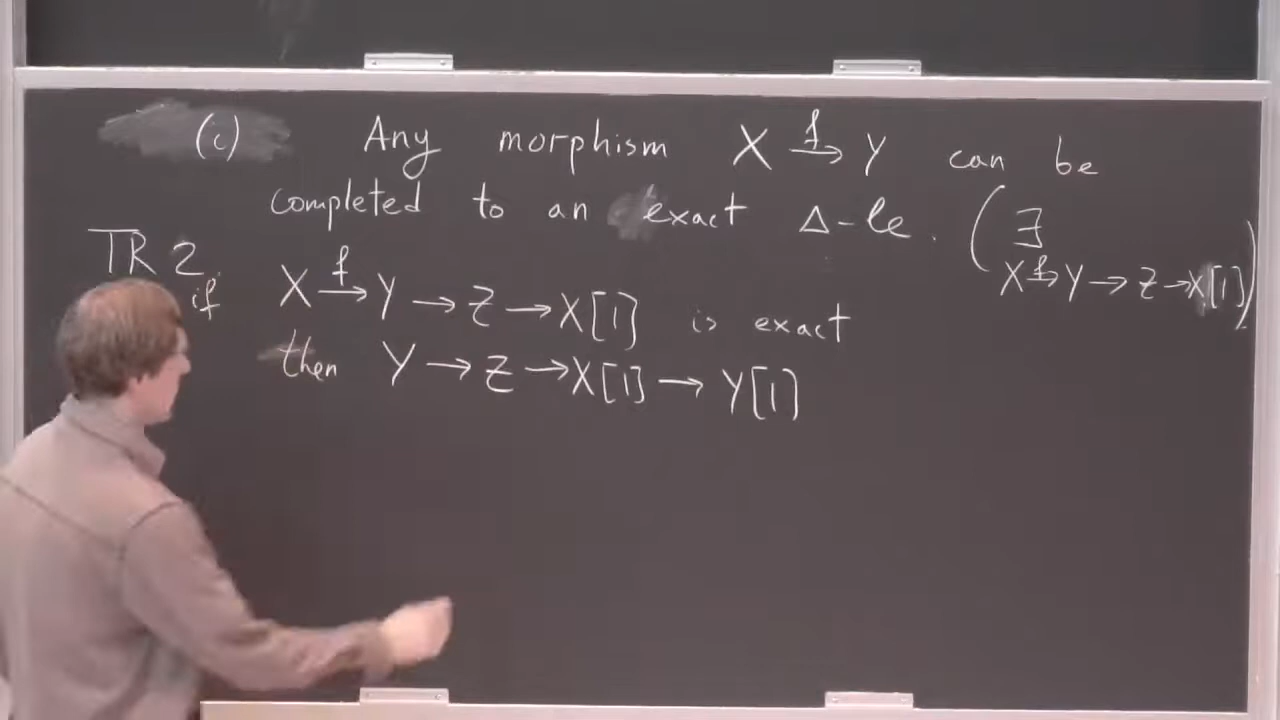 (c) Any morphism X –f→ Y can be
completed to an exact Δ-le. (∃
X –f→ Y → Z → X[1])
TR 2.
if X –f→ Y → Z → X[1] is exact
then Y → Z → X[1] → Y[1]